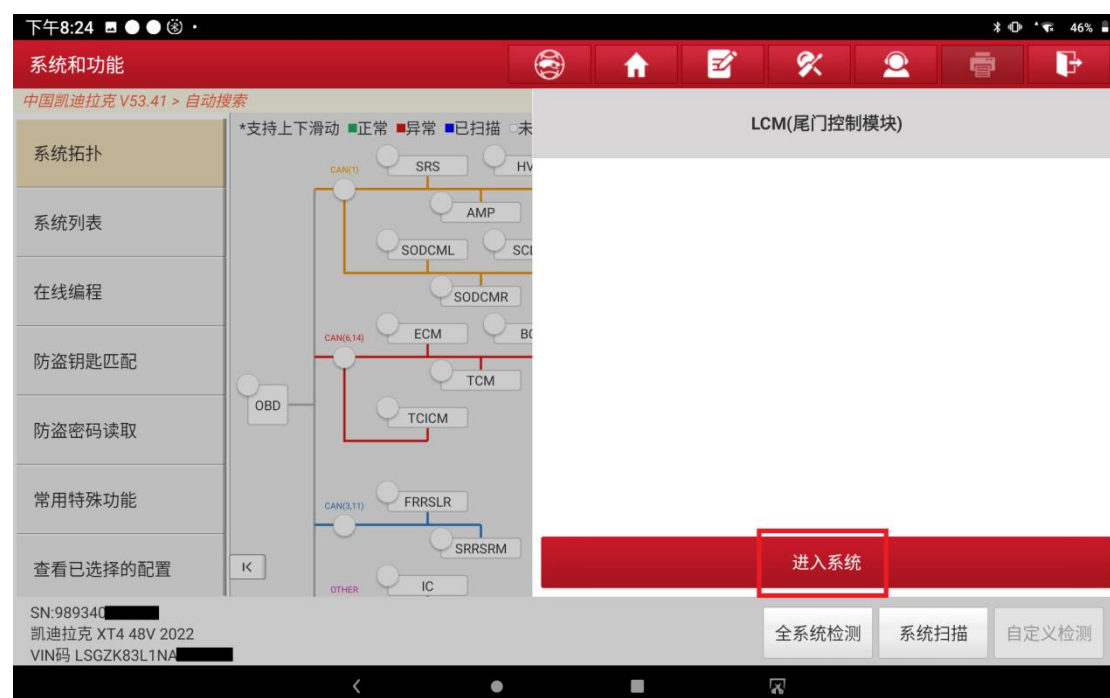 下午8:24
46%
系统和功能
中国凯迪拉克 V53.41 > 自动搜索
系统拓扑
系统列表
在线编程
防盗钥匙匹配
防盗密码读取
常用特殊功能
查看已选择的配置
*支持上下滑动 正常 异常 已扫描 未
CAN(1)
SRS
HV
AMP
SODCML
SCI
SODCMR
CAN(6,14)
ECM
BC
TCM
OBD
TCICM
CAN(3,11)
FRRSLR
SRRSRM
OTHER
IC
LCM(尾门控制模块)
进入系统
SN:989340
凯迪拉克 XT4 48V 2022
VIN码 LSGZK83L1NA
全系统检测
系统扫描
自定义检测